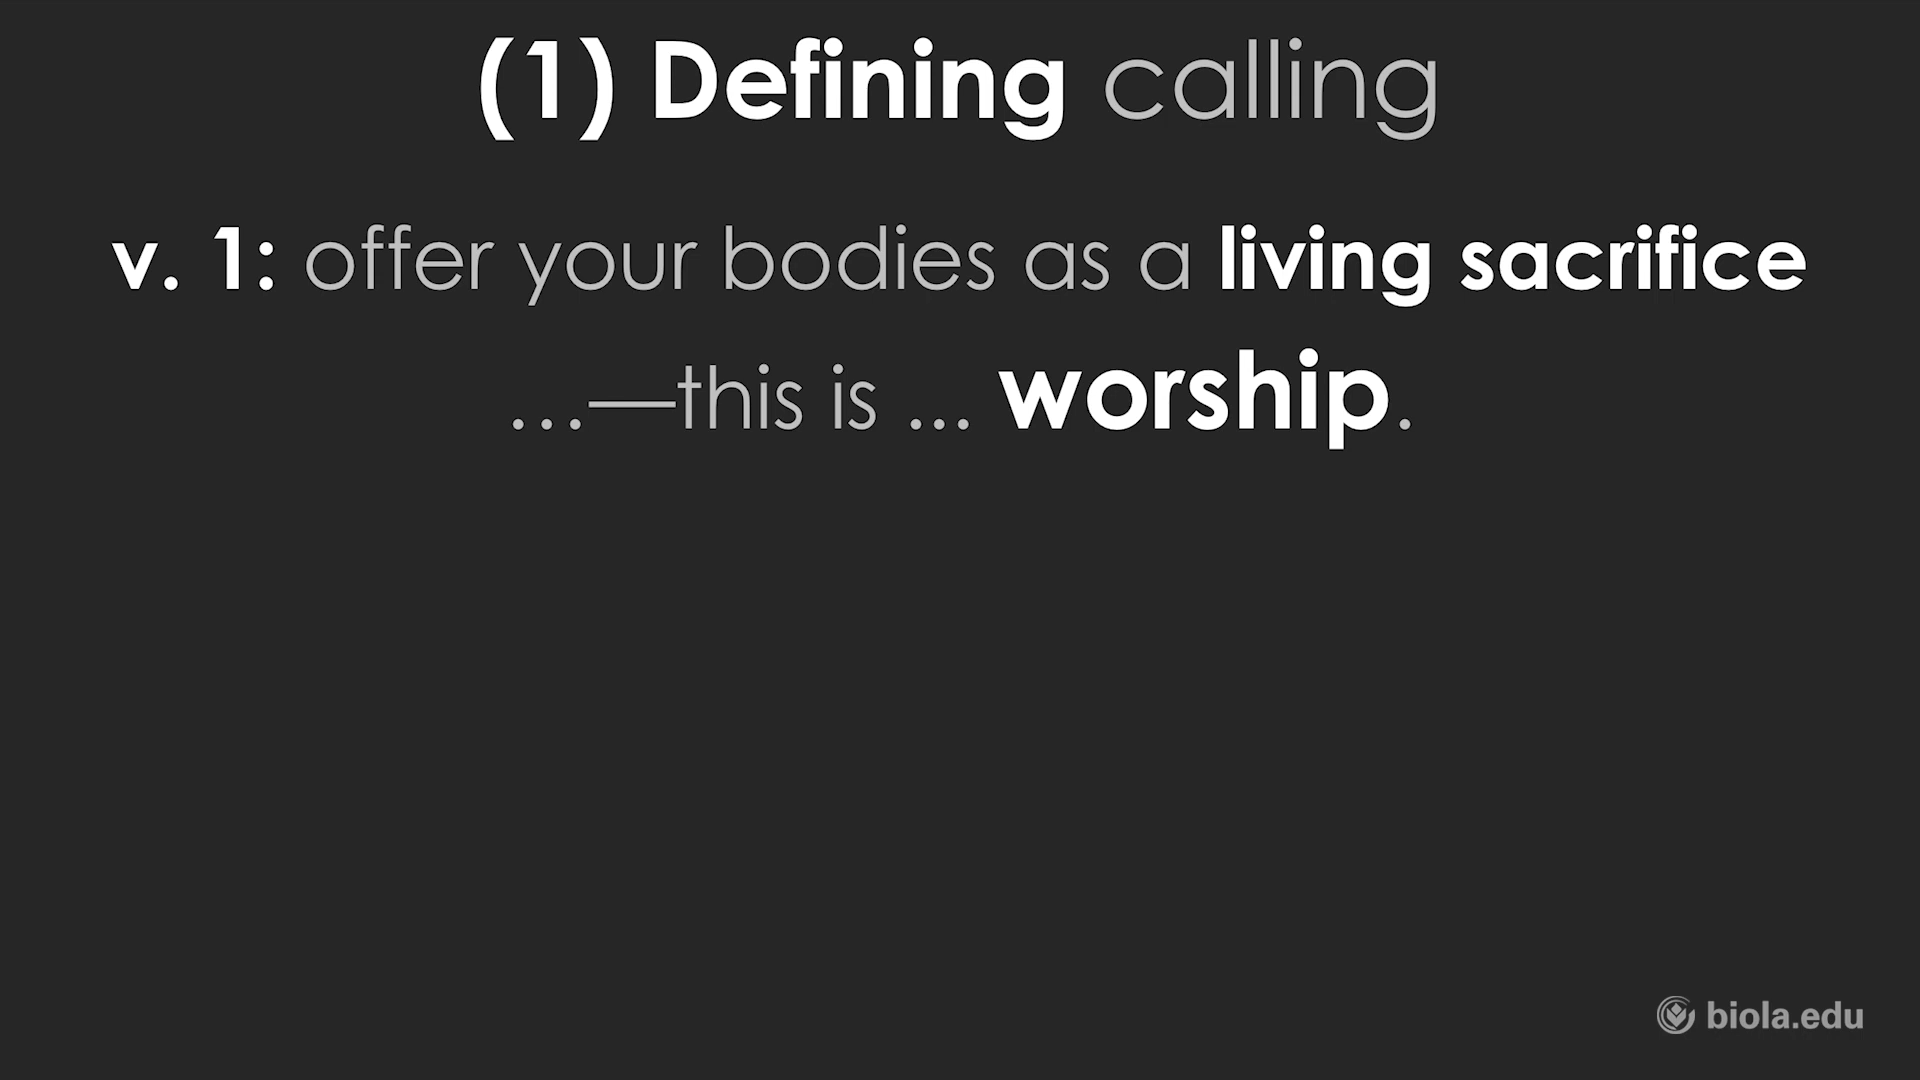 (1) Defining calling
v. 1: offer your bodies as a living sacrifice
…—this is ... worship.
biola.edu